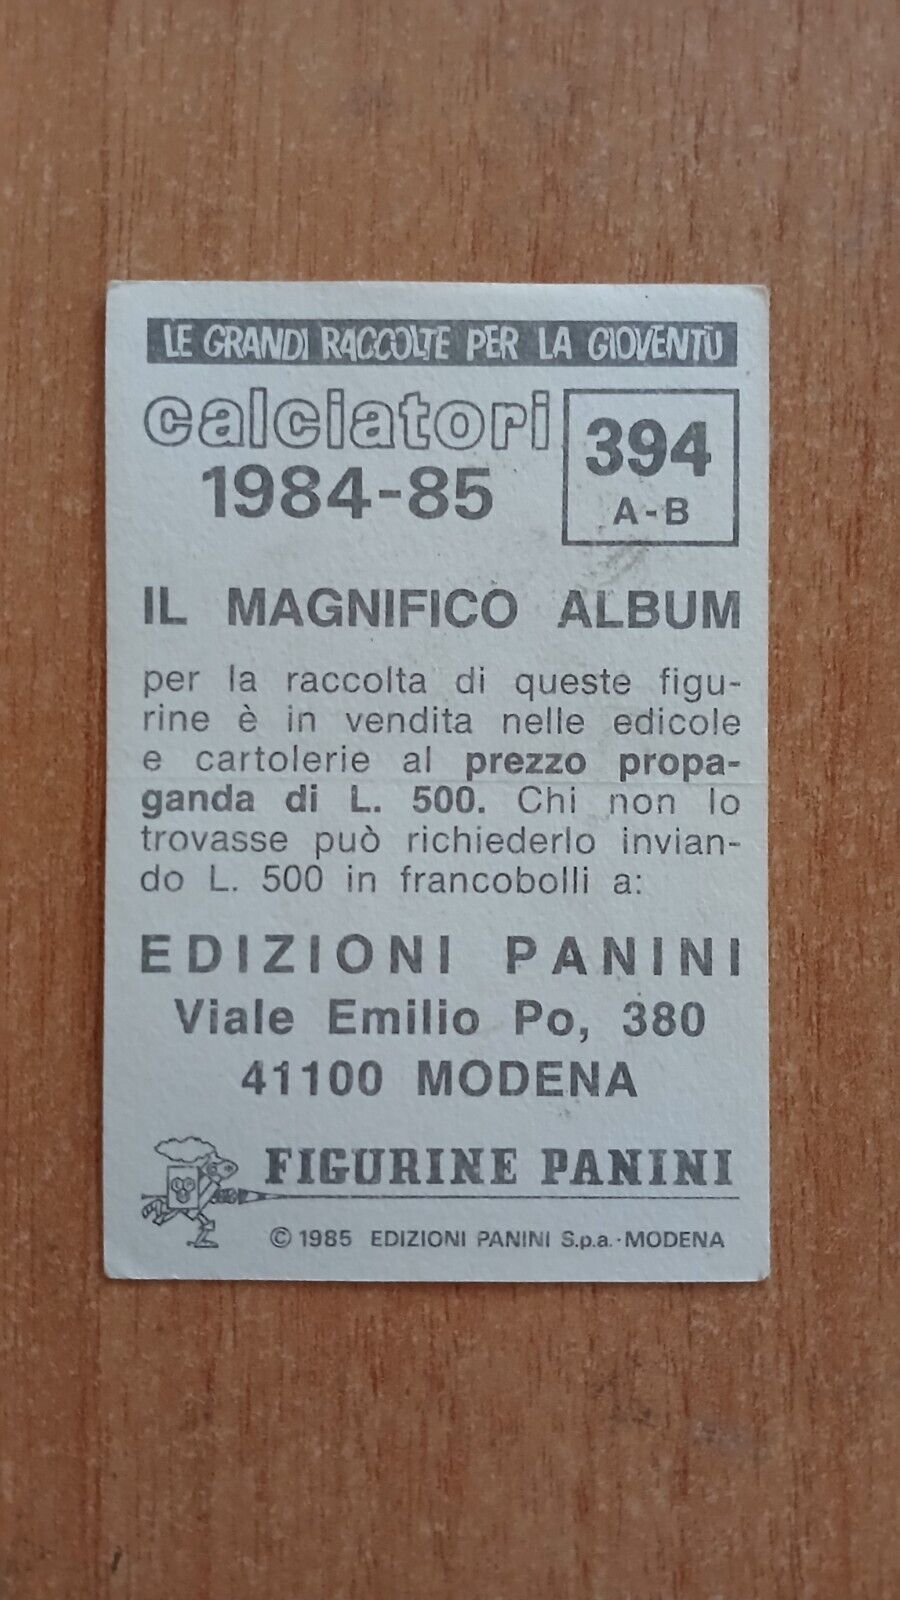 LE GRANDI RACCOLTE PER LA GIOVENTÙ
calciatori
1984-85
394
A-B
IL MAGNIFICO ALBUM
per la raccolta di queste figu-
rine è in vendita nelle edicole
e cartolerie al prezzo propa-
ganda di L. 500. Chi non lo
trovasse può richiederlo invian-
do L. 500 in francobolli a:
EDIZIONI PANINI
Viale Emilio Po, 380
41100 MODENA
FIGURINE PANINI
© 1985 EDIZIONI PANINI S.p.a.-MODENA